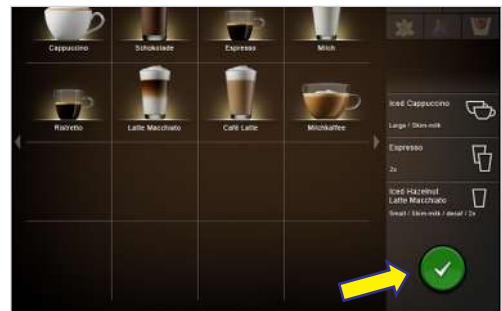 Cappuccino
Schokolade
Espresso
Milch
Ristretto
Latte Macchiato
Café Latte
Milchkaffee
Iced Cappuccino
Large / Skim-milk
Espresso
2x
Iced Hazelnut
Latte Macchiato
Small / Skim-milk / decaf / 2x